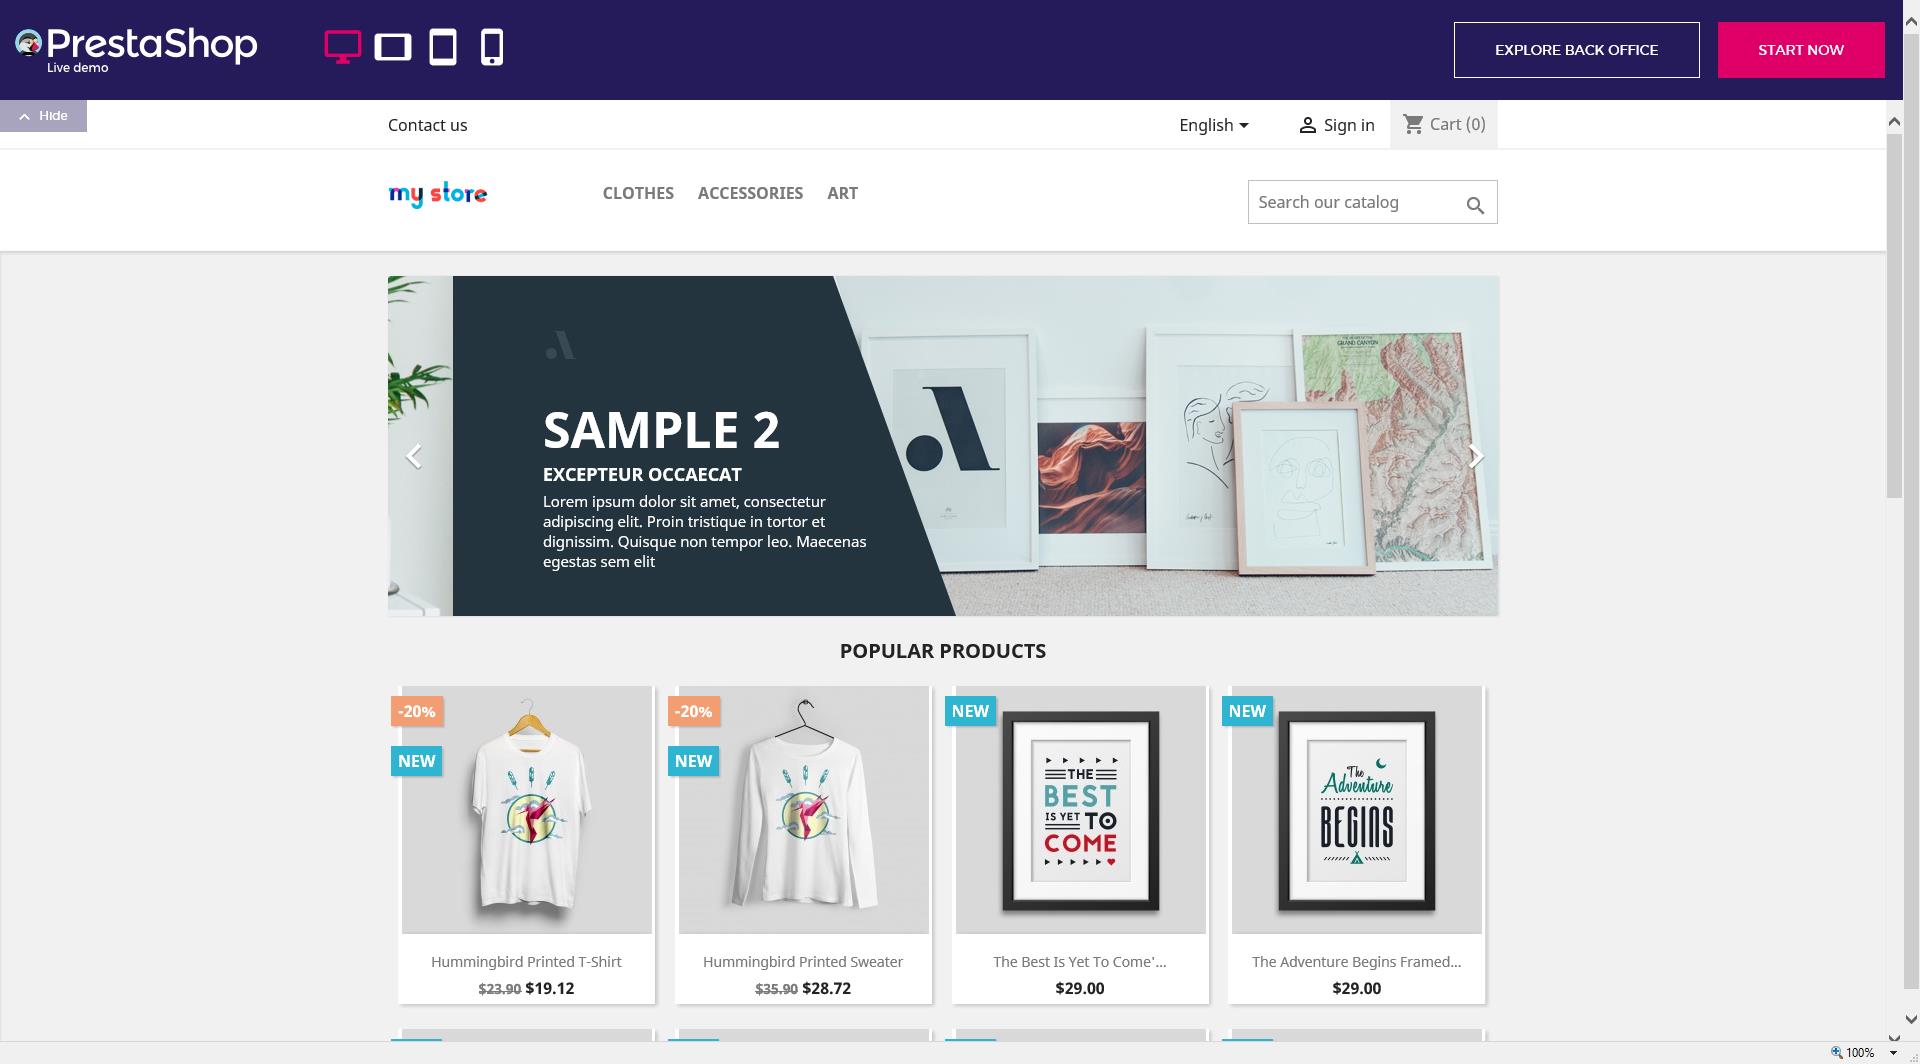 PrestaShop
Live demo
EXPLORE BACK OFFICE
START NOW
Hide
Contact us
English
Sign in
Cart (0)
my store
CLOTHES
ACCESSORIES
ART
Search our catalog
SAMPLE 2
EXCEPTEUR OCCAECAT
Lorem ipsum dolor sit amet, consectetur
adipiscing elit. Proin tristique in tortor et
dignissim. Quisque non tempor leo. Maecenas
egestas sem elit
GRAND CANYON
POPULAR PRODUCTS
-20%
NEW
-20%
NEW
NEW
THE
BEST
IS YET TO
COME
NEW
The
Adventure
BEGINS
Hummingbird Printed T-Shirt
$23.90 $19.12
Hummingbird Printed Sweater
$35.90 $28.72
The Best Is Yet To Come'...
$29.00
The Adventure Begins Framed...
$29.00
100%